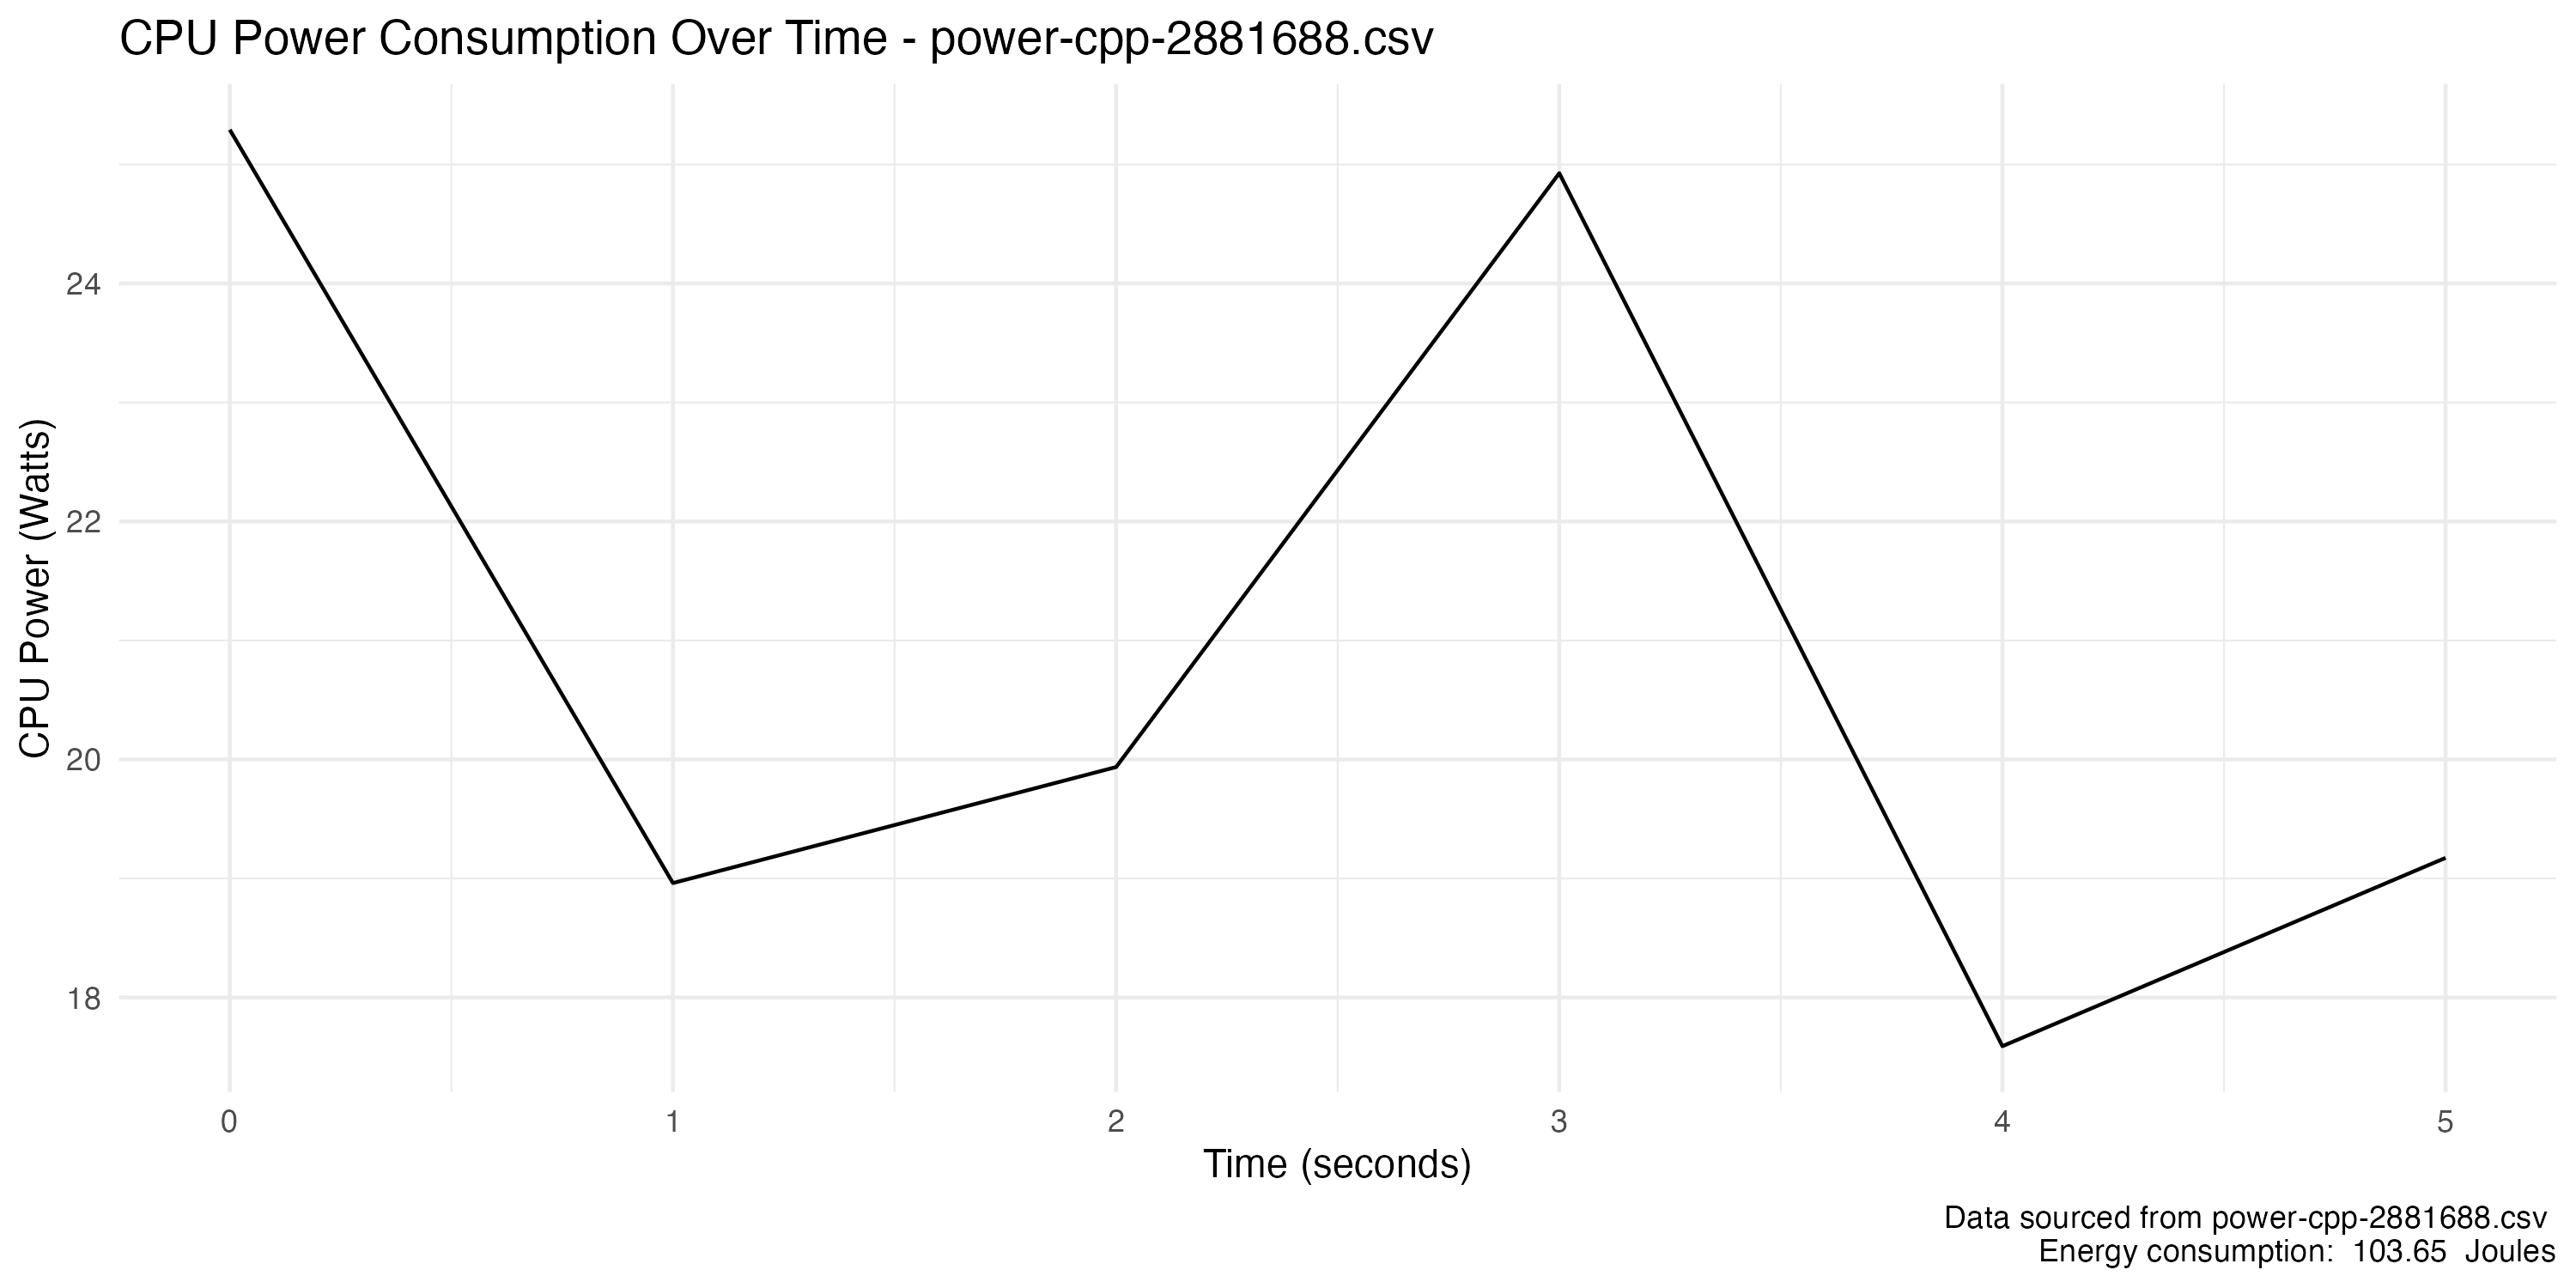 CPU Power Consumption Over Time - power-cpp-2881688.csv
CPU Power (Watts)
24
22
20
18
0 1 2 3 4 5
Time (seconds)
Data sourced from power-cpp-2881688.csv
Energy consumption: 103.65 Joules